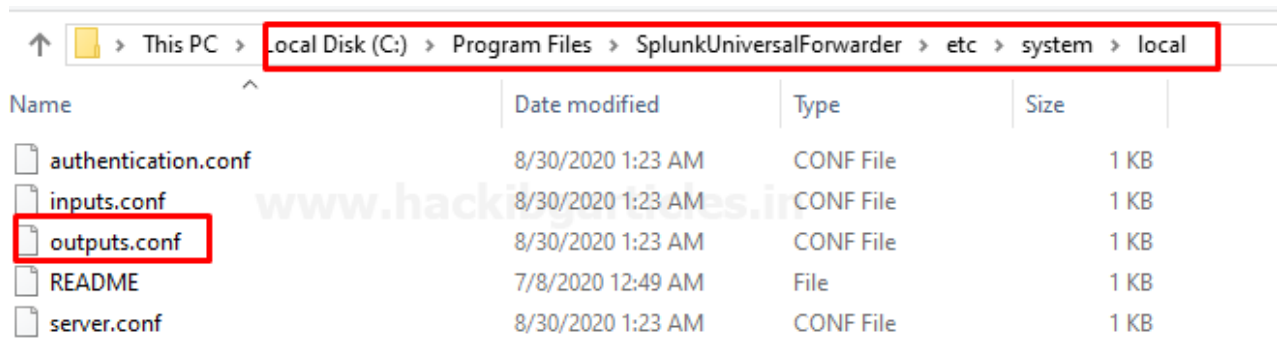 This PC > Local Disk (C:) > Program Files > SplunkUniversalForwarder > etc > system > local
Name Date modified Type Size
authentication.conf 8/30/2020 1:23 AM CONF File 1 KB
inputs.conf 8/30/2020 1:23 AM CONF File 1 KB
outputs.conf 8/30/2020 1:23 AM CONF File 1 KB
README 7/8/2020 12:49 AM File 1 KB
server.conf 8/30/2020 1:23 AM CONF File 1 KB